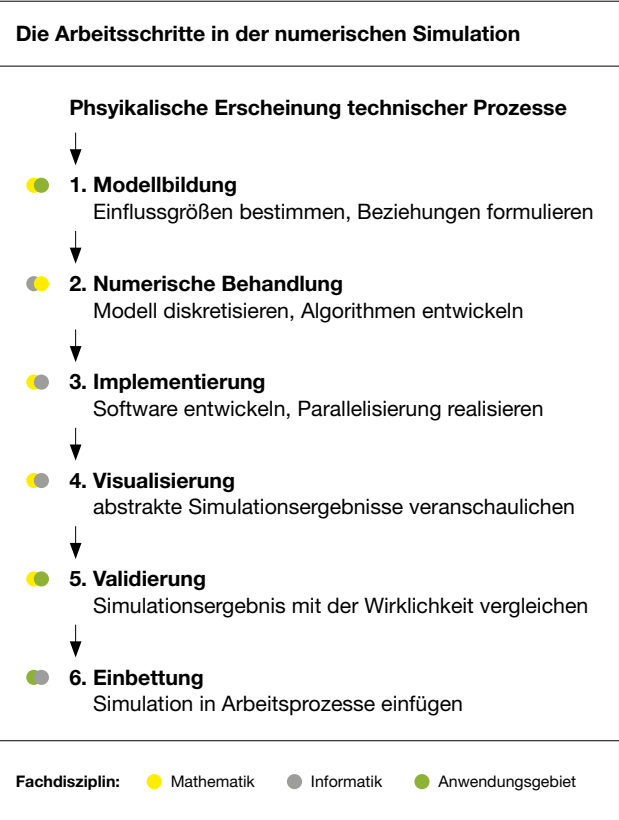 Die Arbeitsschritte in der numerischen Simulation
Phsyikalische Erscheinung technischer Prozesse
1. Modellbildung
Einflussgrößen bestimmen, Beziehungen formulieren
2. Numerische Behandlung
Modell diskretisieren, Algorithmen entwickeln
3. Implementierung
Software entwickeln, Parallelisierung realisieren
4. Visualisierung
abstrakte Simulationsergebnisse veranschaulichen
5. Validierung
Simulationsergebnis mit der Wirklichkeit vergleichen
6. Einbettung
Simulation in Arbeitsprozesse einfügen
Fachdisziplin: Mathematik Informatik Anwendungsgebiet